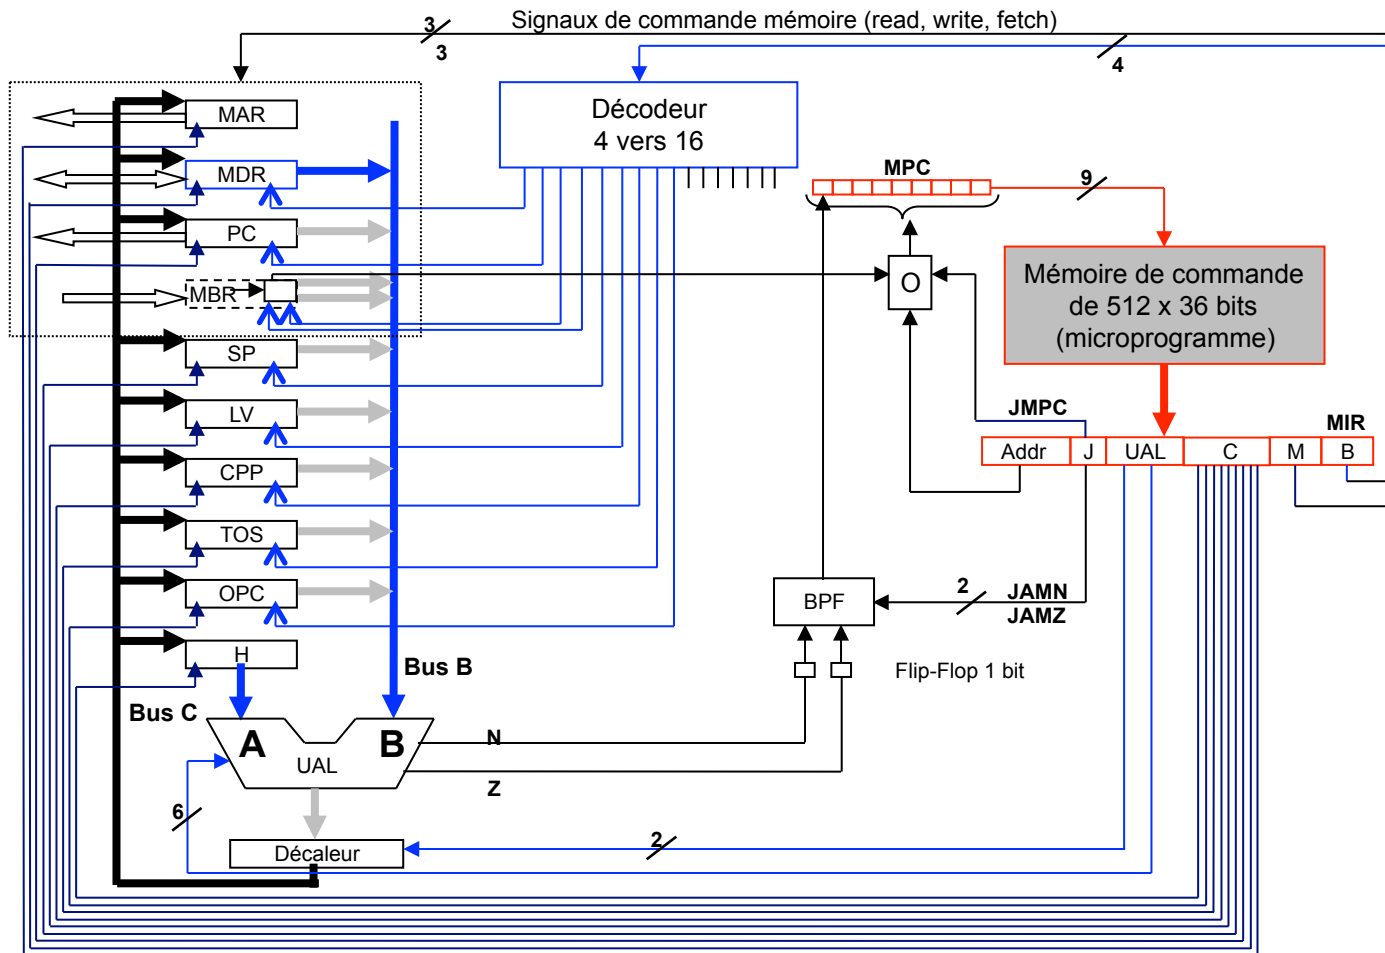 Signaux de commande mémoire (read, write, fetch)
3
3
4
Décodeur
4 vers 16
MAR
MDR
PC
MBR
SP
LV
CPP
TOS
OPC
H
MPC
9
O
Mémoire de commande
de 512 x 36 bits
(microprogramme)
JMPC
MIR
Addr J UAL C M B
BPF
2
JAMN
JAMZ
Flip-Flop 1 bit
Bus B
Bus C
A B
UAL
N
Z
6
2
Décaleur